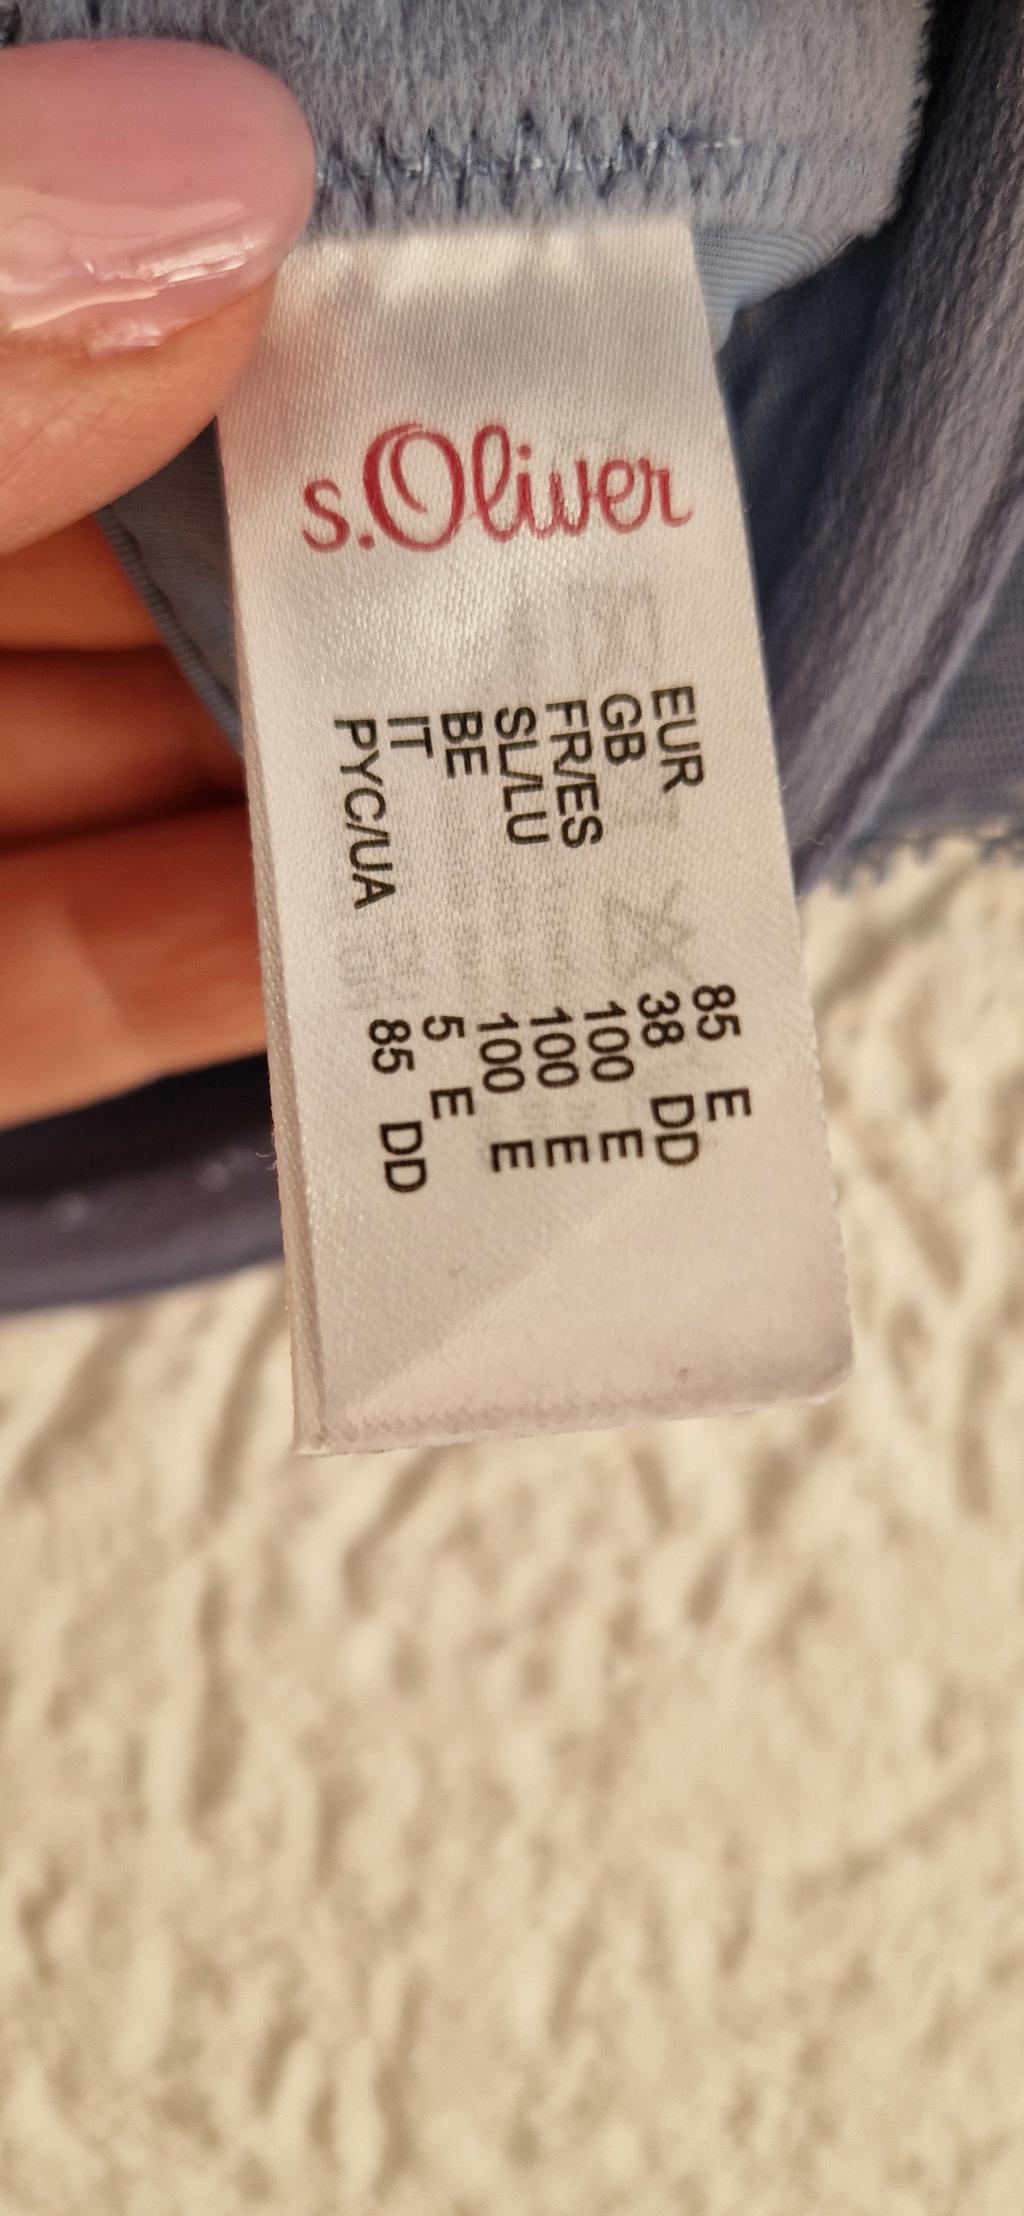 s.Oliver
EUR 85 E
GB 38 DD
FR/ES 100 E
SL/LU 100 E
BE 100 E
IT 5 E
PYC/UA 85 DD